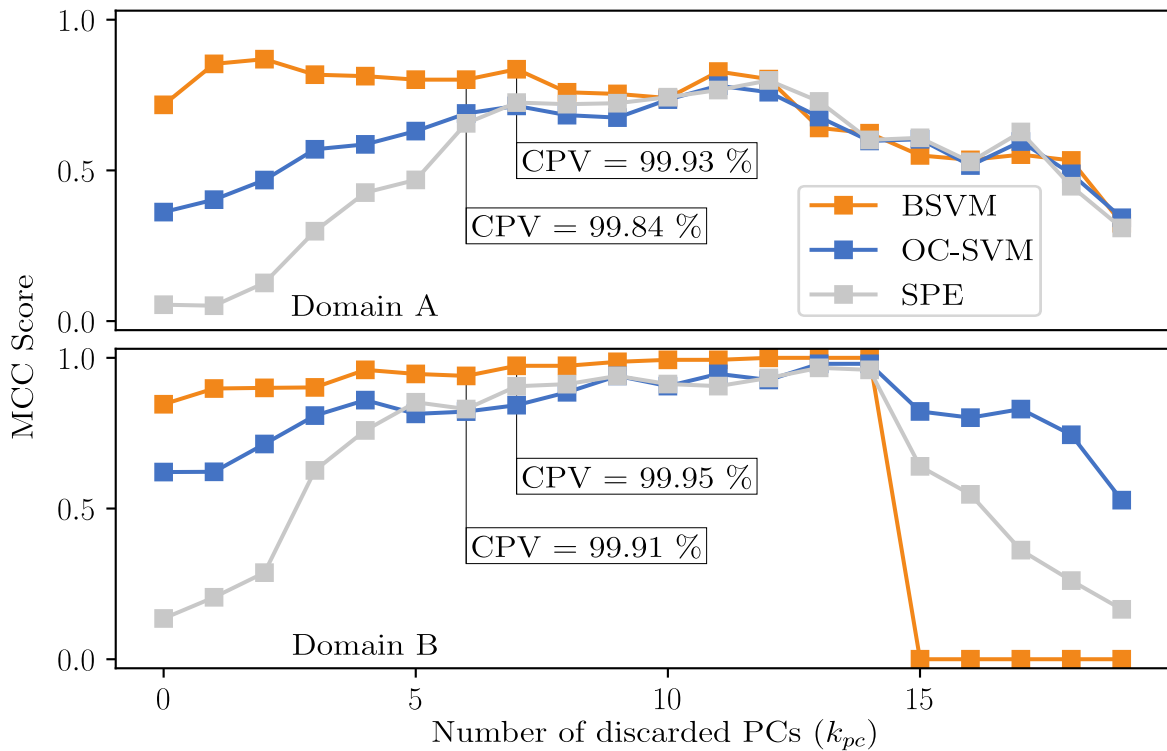 MCC Score
1.0
0.5
0.0
CPV = 99.93 %
CPV = 99.84 %
BSVM
OC-SVM
SPE
Domain A
1.0
0.5
0.0
CPV = 99.95 %
CPV = 99.91 %
Domain B
0 5 10 15
Number of discarded PCs (k_{pc})